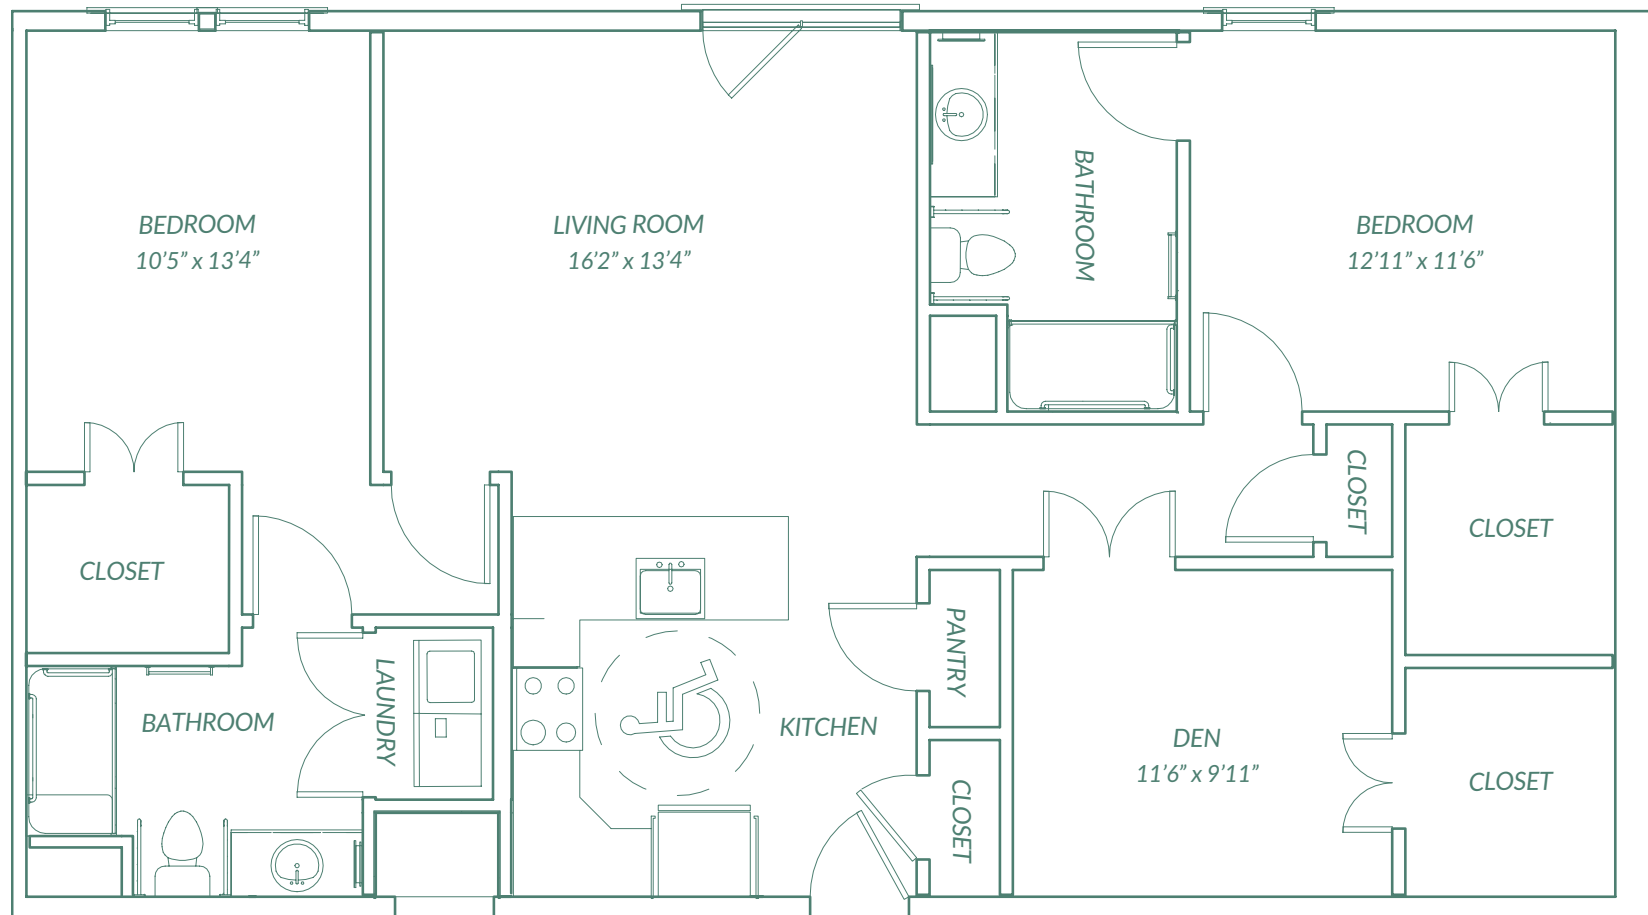 BEDROOM
10’5” x 13’4”
LIVING ROOM
16’2” x 13’4”
BATHROOM
BEDROOM
12’11” x 11’6”
CLOSET
CLOSET
CLOSET
PANTRY
LAUNDRY
BATHROOM
KITCHEN
DEN
11’6” x 9’11”
CLOSET
CLOSET